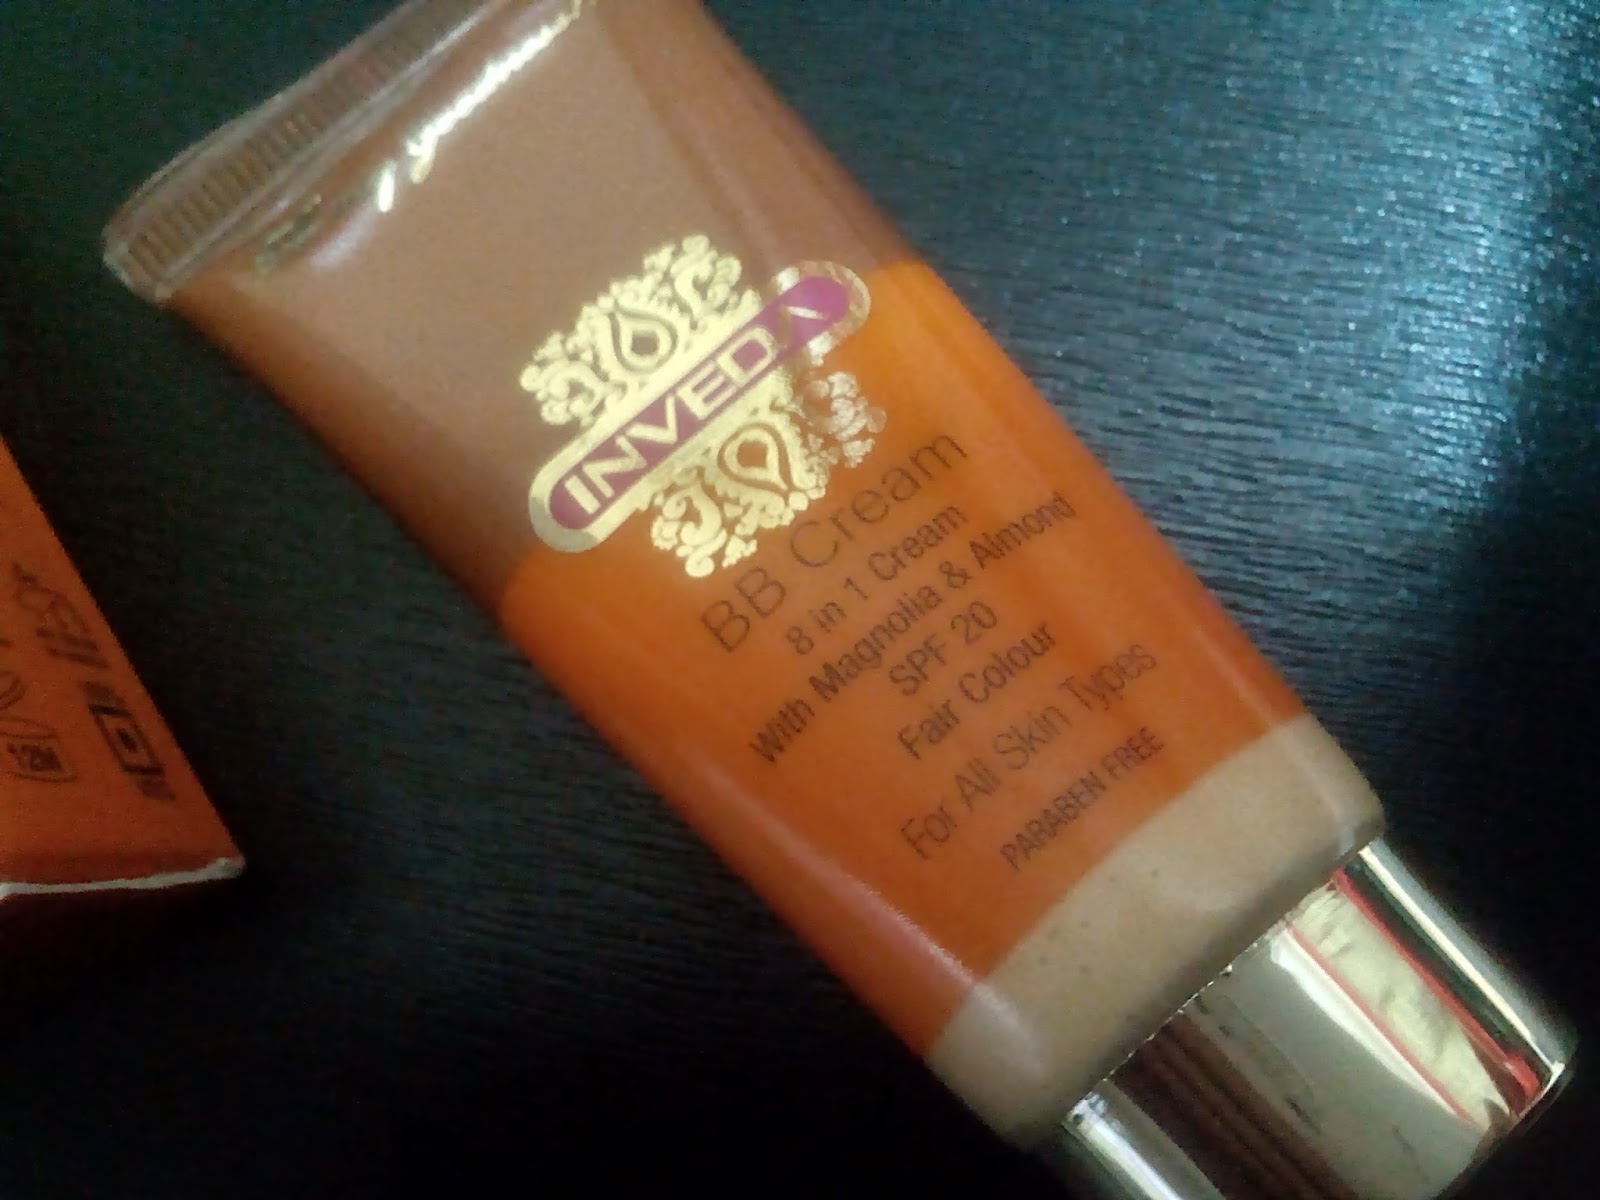 INVEDA
BB Cream
8 in 1 Cream
With Magnolia & Almond
SPF 20
Fair Colour
For All Skin Types
PARABEN FREE
12M